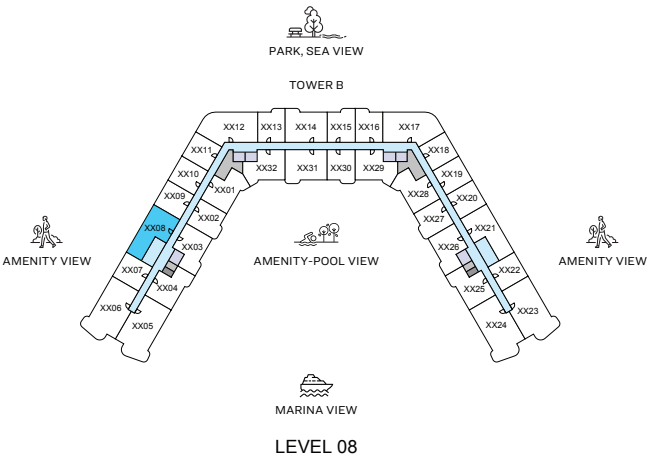 PARK, SEA VIEW
TOWER B
XX12
XX13
XX14
XX15
XX16
XX17
XX11
XX18
XX32
XX31
XX30
XX29
XX10
XX01
XX28
XX19
XX09
XX02
XX27
XX20
XX08
XX03
XX26
XX21
AMENITY VIEW
AMENITY-POOL VIEW
AMENITY VIEW
XX07
XX04
XX25
XX22
XX06
XX05
XX24
XX23
MARINA VIEW
LEVEL 08